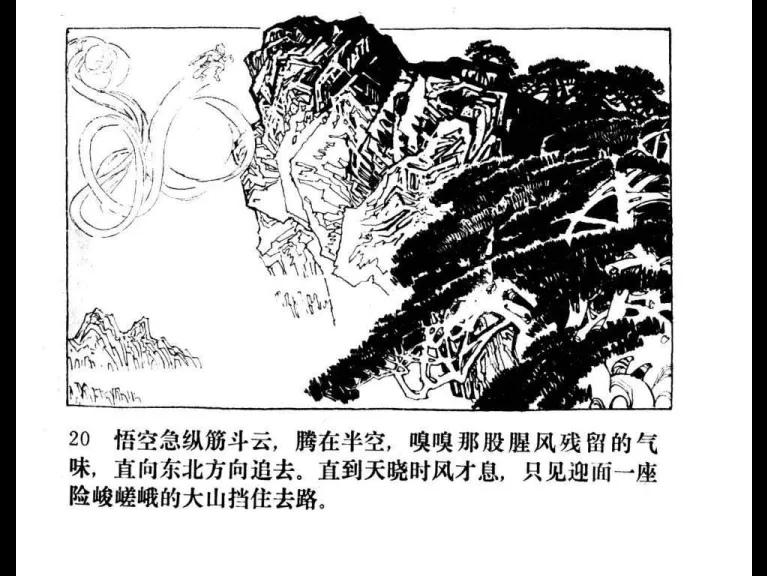 20 悟空急纵筋斗云，腾在半空，嗅嗅那股腥风残留的气
味，直向东北方向追去。直到天晓时风才息，只见迎面一座
险峻嵯峨的大山挡住去路。